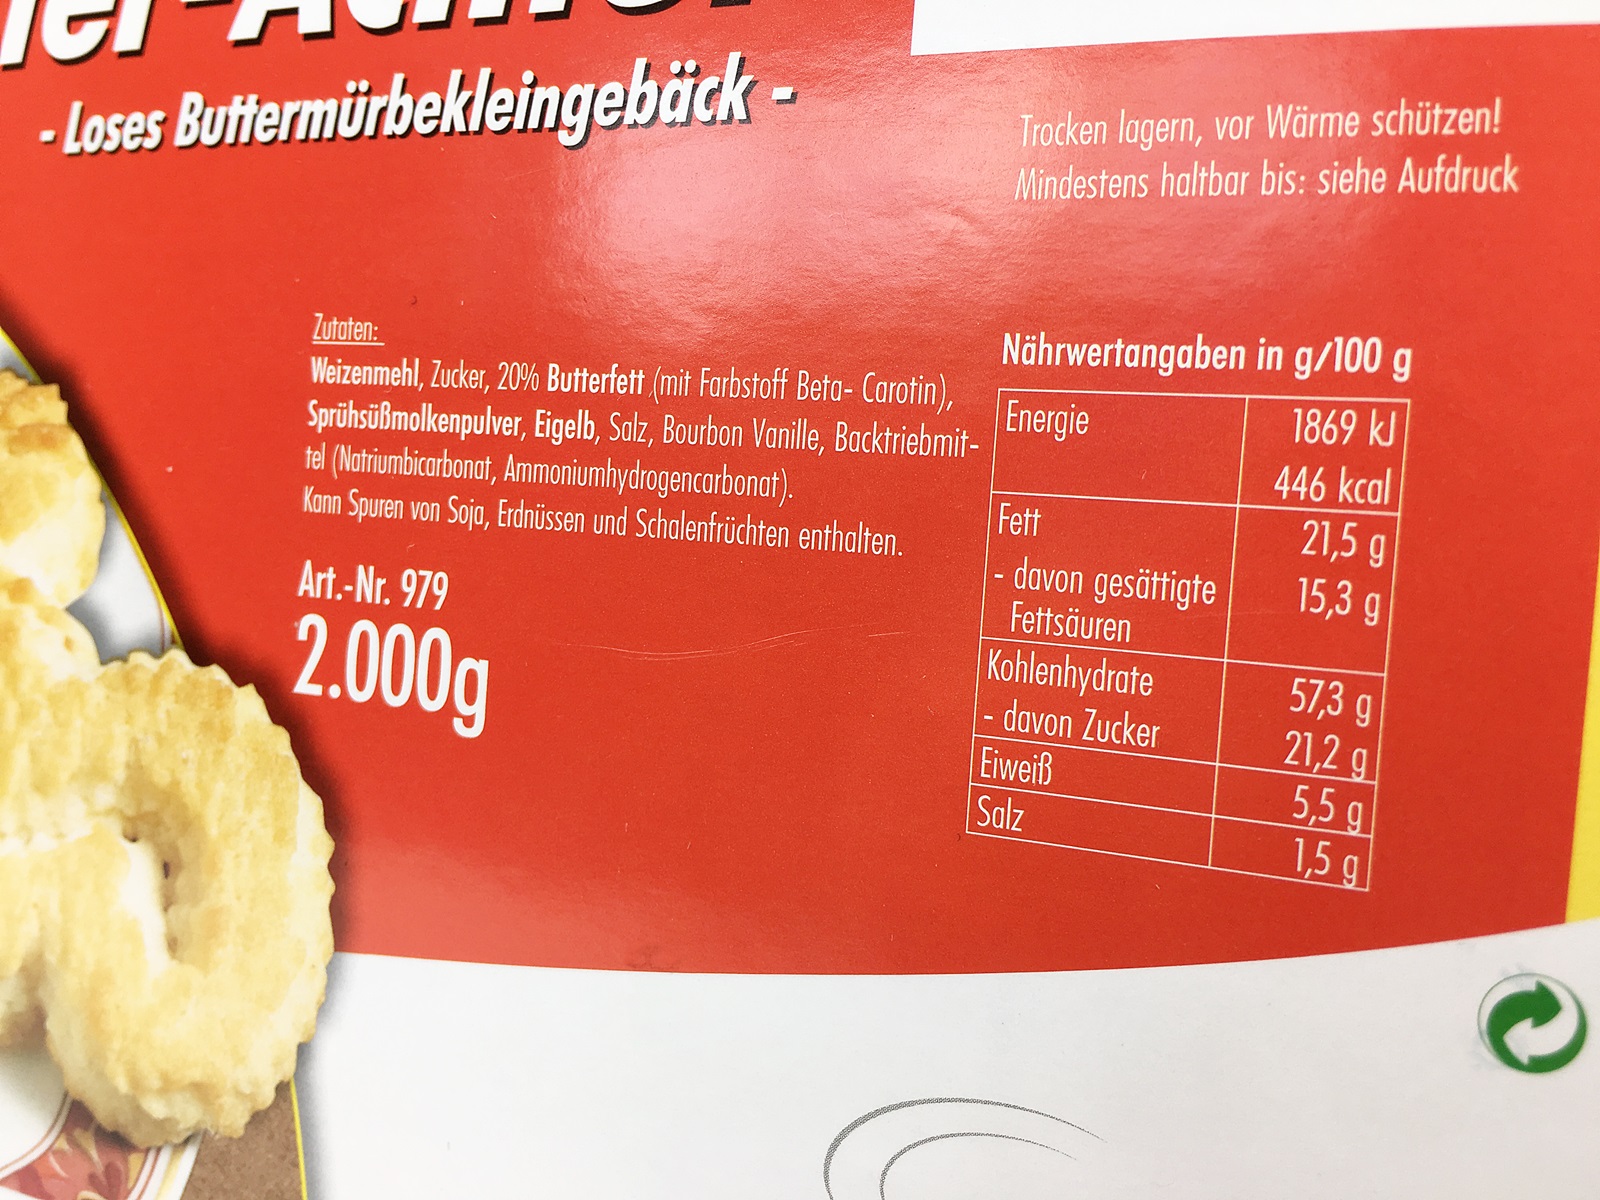 - Loses Buttermürbekleingebäck -
Trocken lagern, vor Wärme schützen!
Mindestens haltbar bis: siehe Aufdruck
Zutaten:
Weizenmehl, Zucker, 20% Butterfett (mit Farbstoff Beta- Carotin),
Sprühsüßmolkenpulver, Eigelb, Salz, Bourbon Vanille, Backtriebmit-
tel (Natriumbicarbonat, Ammoniumhydrogencarbonat).
Kann Spuren von Soja, Erdnüssen und Schalenfrüchten enthalten.
Art.-Nr. 979
2.000g
Nährwertangaben in g/100 g
Energie 1869 kJ
446 kcal
Fett 21,5 g
- davon gesättigte 15,3 g
Fettsäuren
Kohlenhydrate 57,3 g
- davon Zucker 21,2 g
Eiweiß 5,5 g
Salz 1,5 g